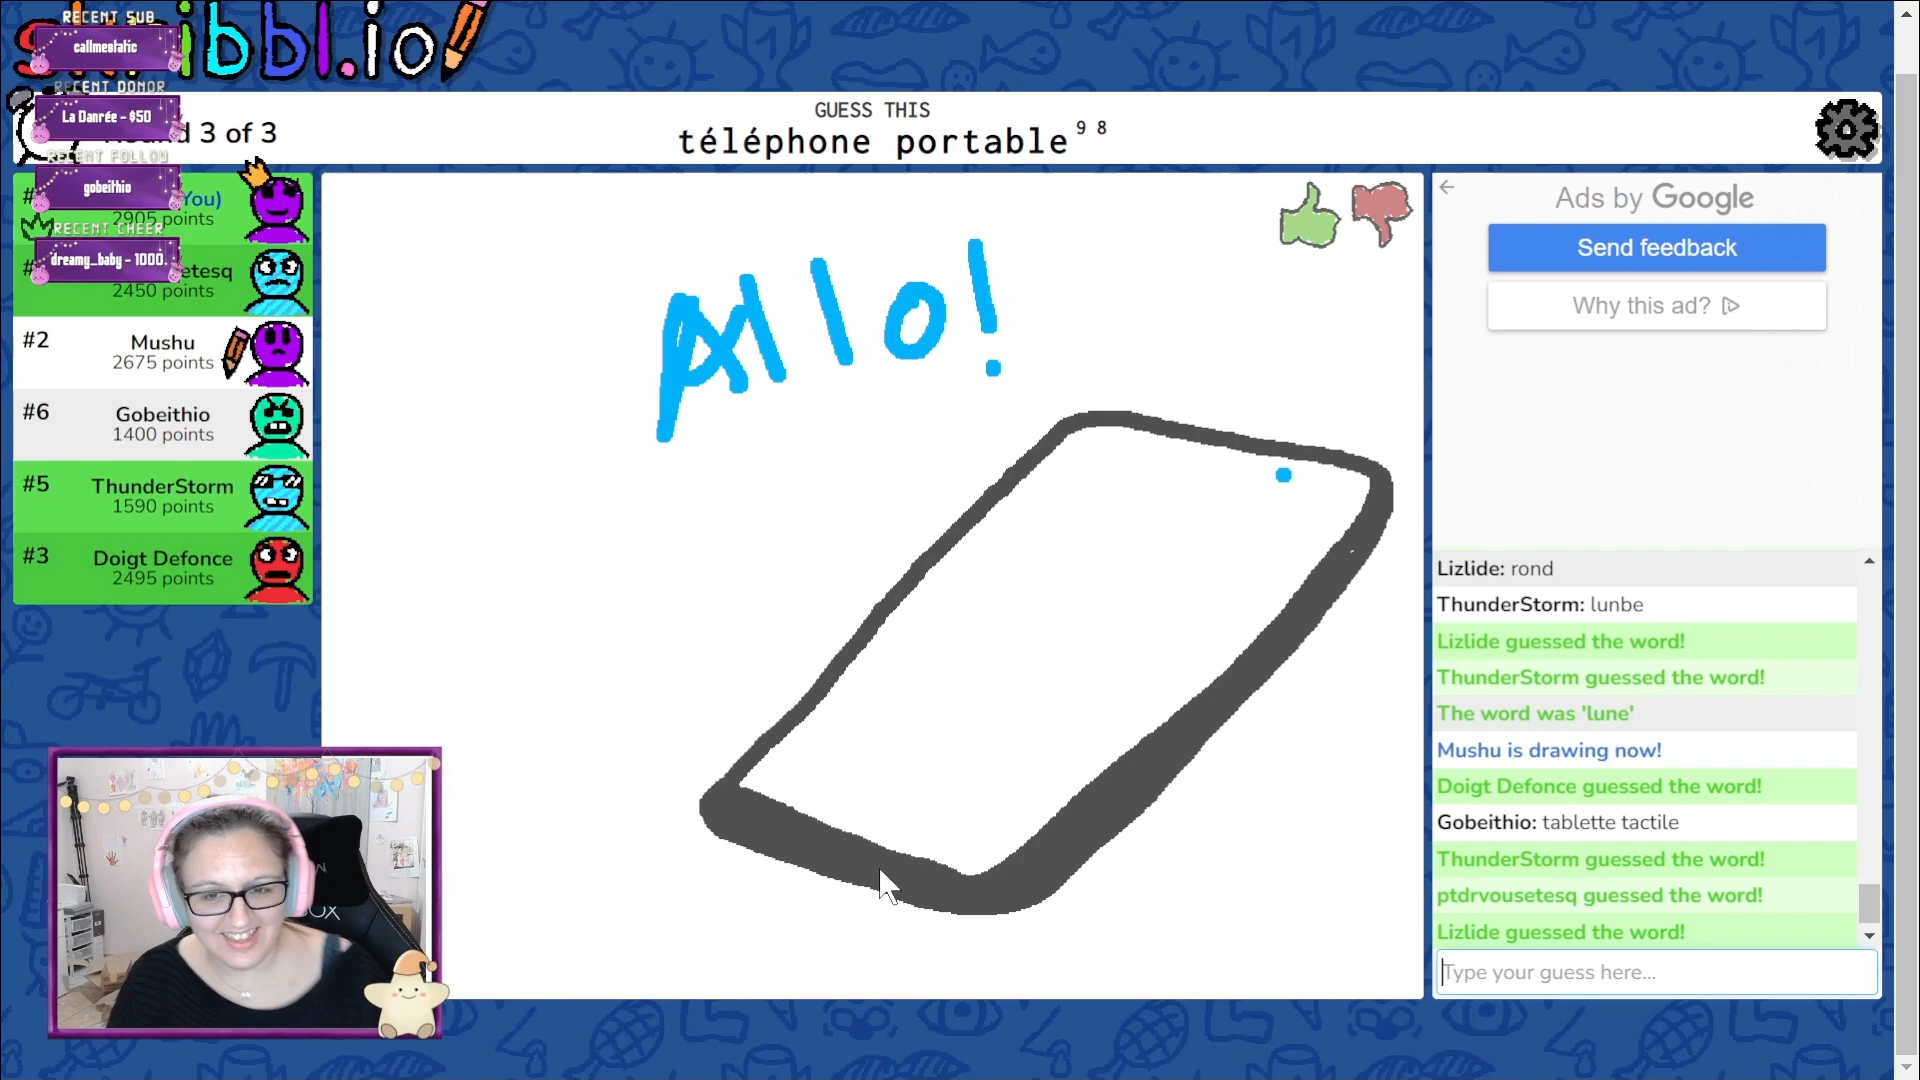 skribbl.io
RECENT SUB
callmestatic
RECENT DONOR
La Danrée - $50
RECENT FOLLOW
gobeithio
RECENT CHEER
dreamy_baby - 1000
3 of 3
GUESS THIS
téléphone portable 9 8
(You)
2905 points
etesq
2450 points
#2
Mushu
2675 points
#6
Gobeithio
1400 points
#5
ThunderStorm
1590 points
#3
Doigt Defonce
2495 points
Allo!
Ads by Google
Send feedback
Why this ad?
Lizlide: rond
ThunderStorm: lunbe
Lizlide guessed the word!
ThunderStorm guessed the word!
The word was 'lune'
Mushu is drawing now!
Doigt Defonce guessed the word!
Gobeithio: tablette tactile
ThunderStorm guessed the word!
ptdrvousetesq guessed the word!
Lizlide guessed the word!
Type your guess here...